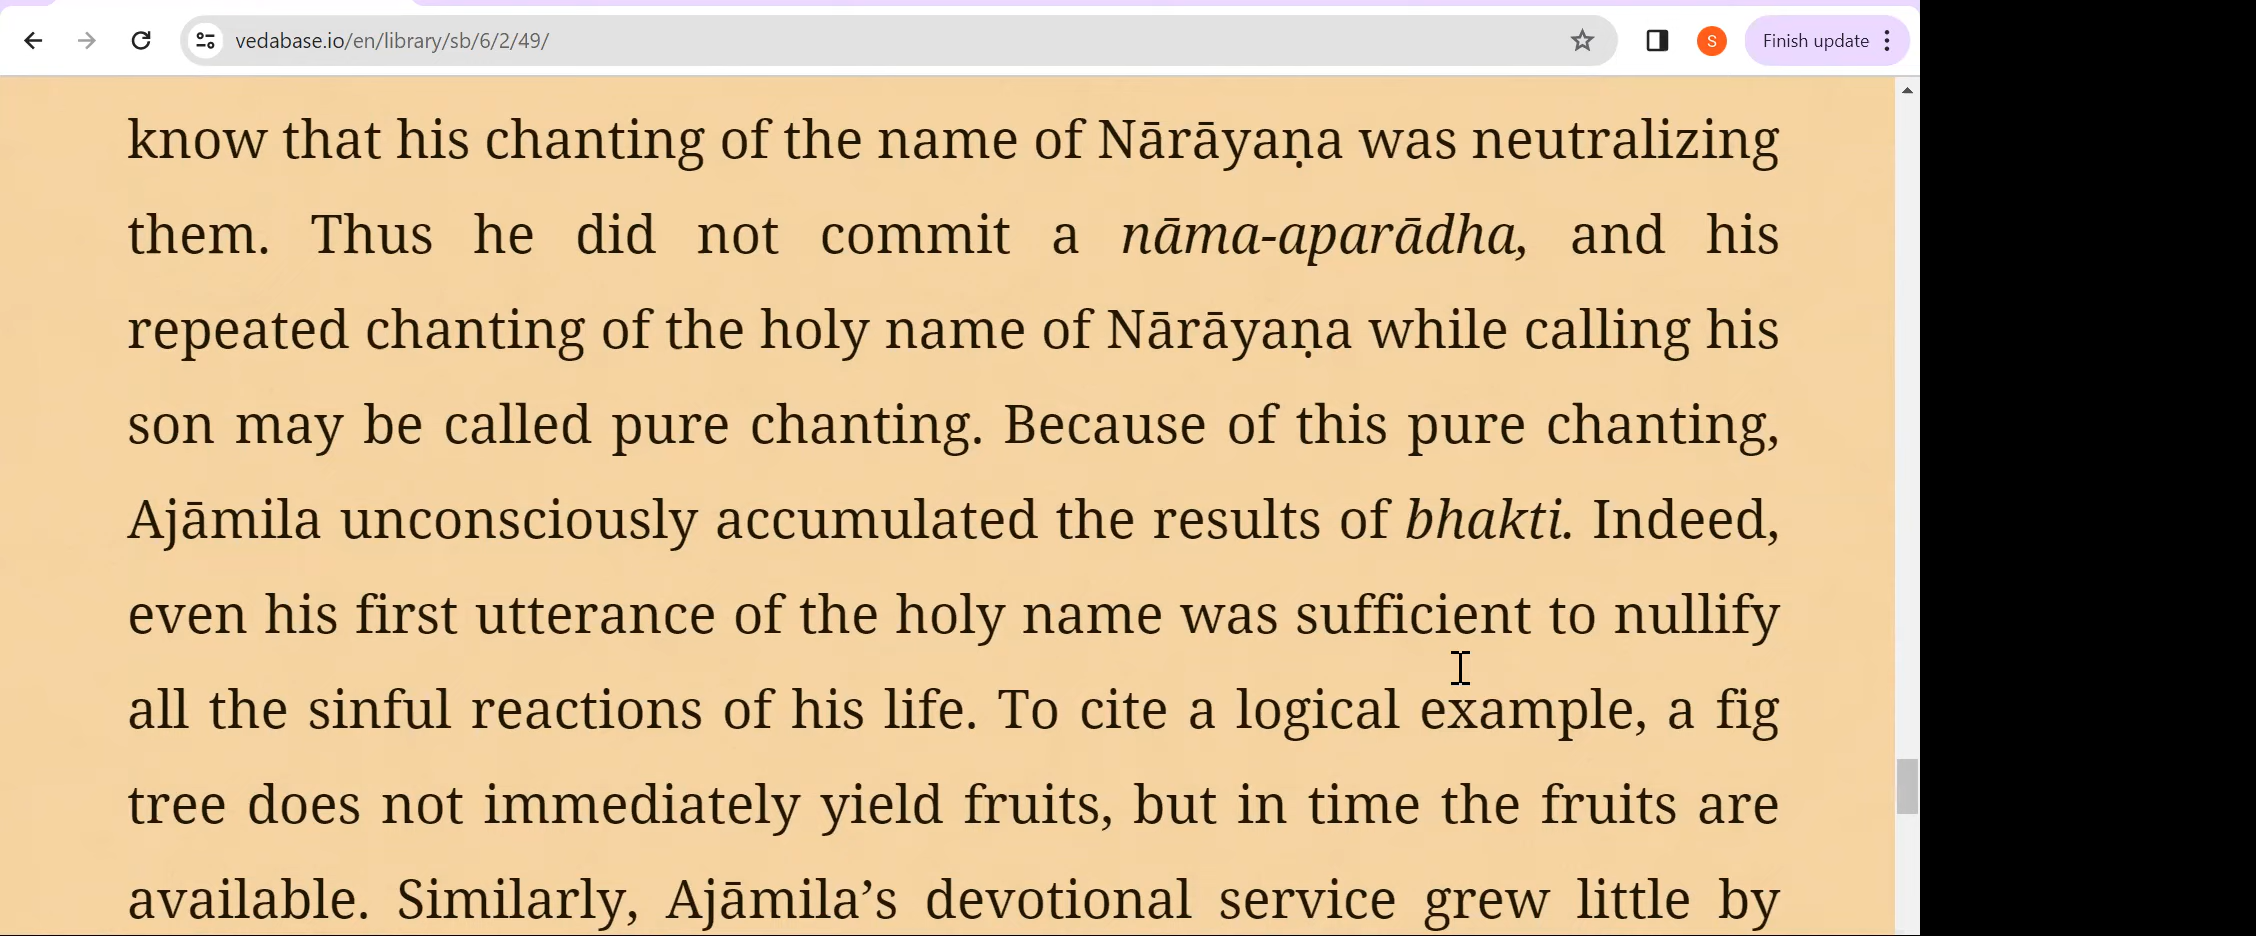 vedabase.io/en/library/sb/6/2/49/
S
Finish update
know that his chanting of the name of Nārāyaṇa was neutralizing
them. Thus he did not commit a nāma-aparādha, and his
repeated chanting of the holy name of Nārāyaṇa while calling his
son may be called pure chanting. Because of this pure chanting,
Ajāmila unconsciously accumulated the results of bhakti. Indeed,
even his first utterance of the holy name was sufficient to nullify
all the sinful reactions of his life. To cite a logical example, a fig
tree does not immediately yield fruits, but in time the fruits are
available. Similarly, Ajāmila’s devotional service grew little by